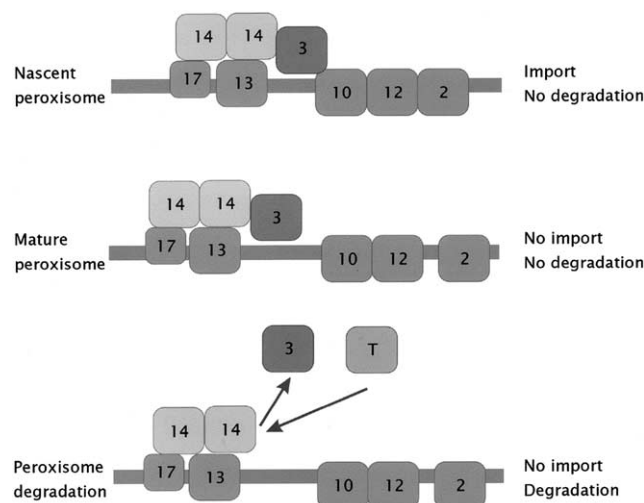 14 14 3
Nascent Import
17 13
peroxisome 10 12 2 No degradation
14 14 3
Mature No import
17 13
peroxisome 10 12 2 No degradation
3 T
14 14
Peroxisome 17 13 No import
degradation 10 12 2 Degradation